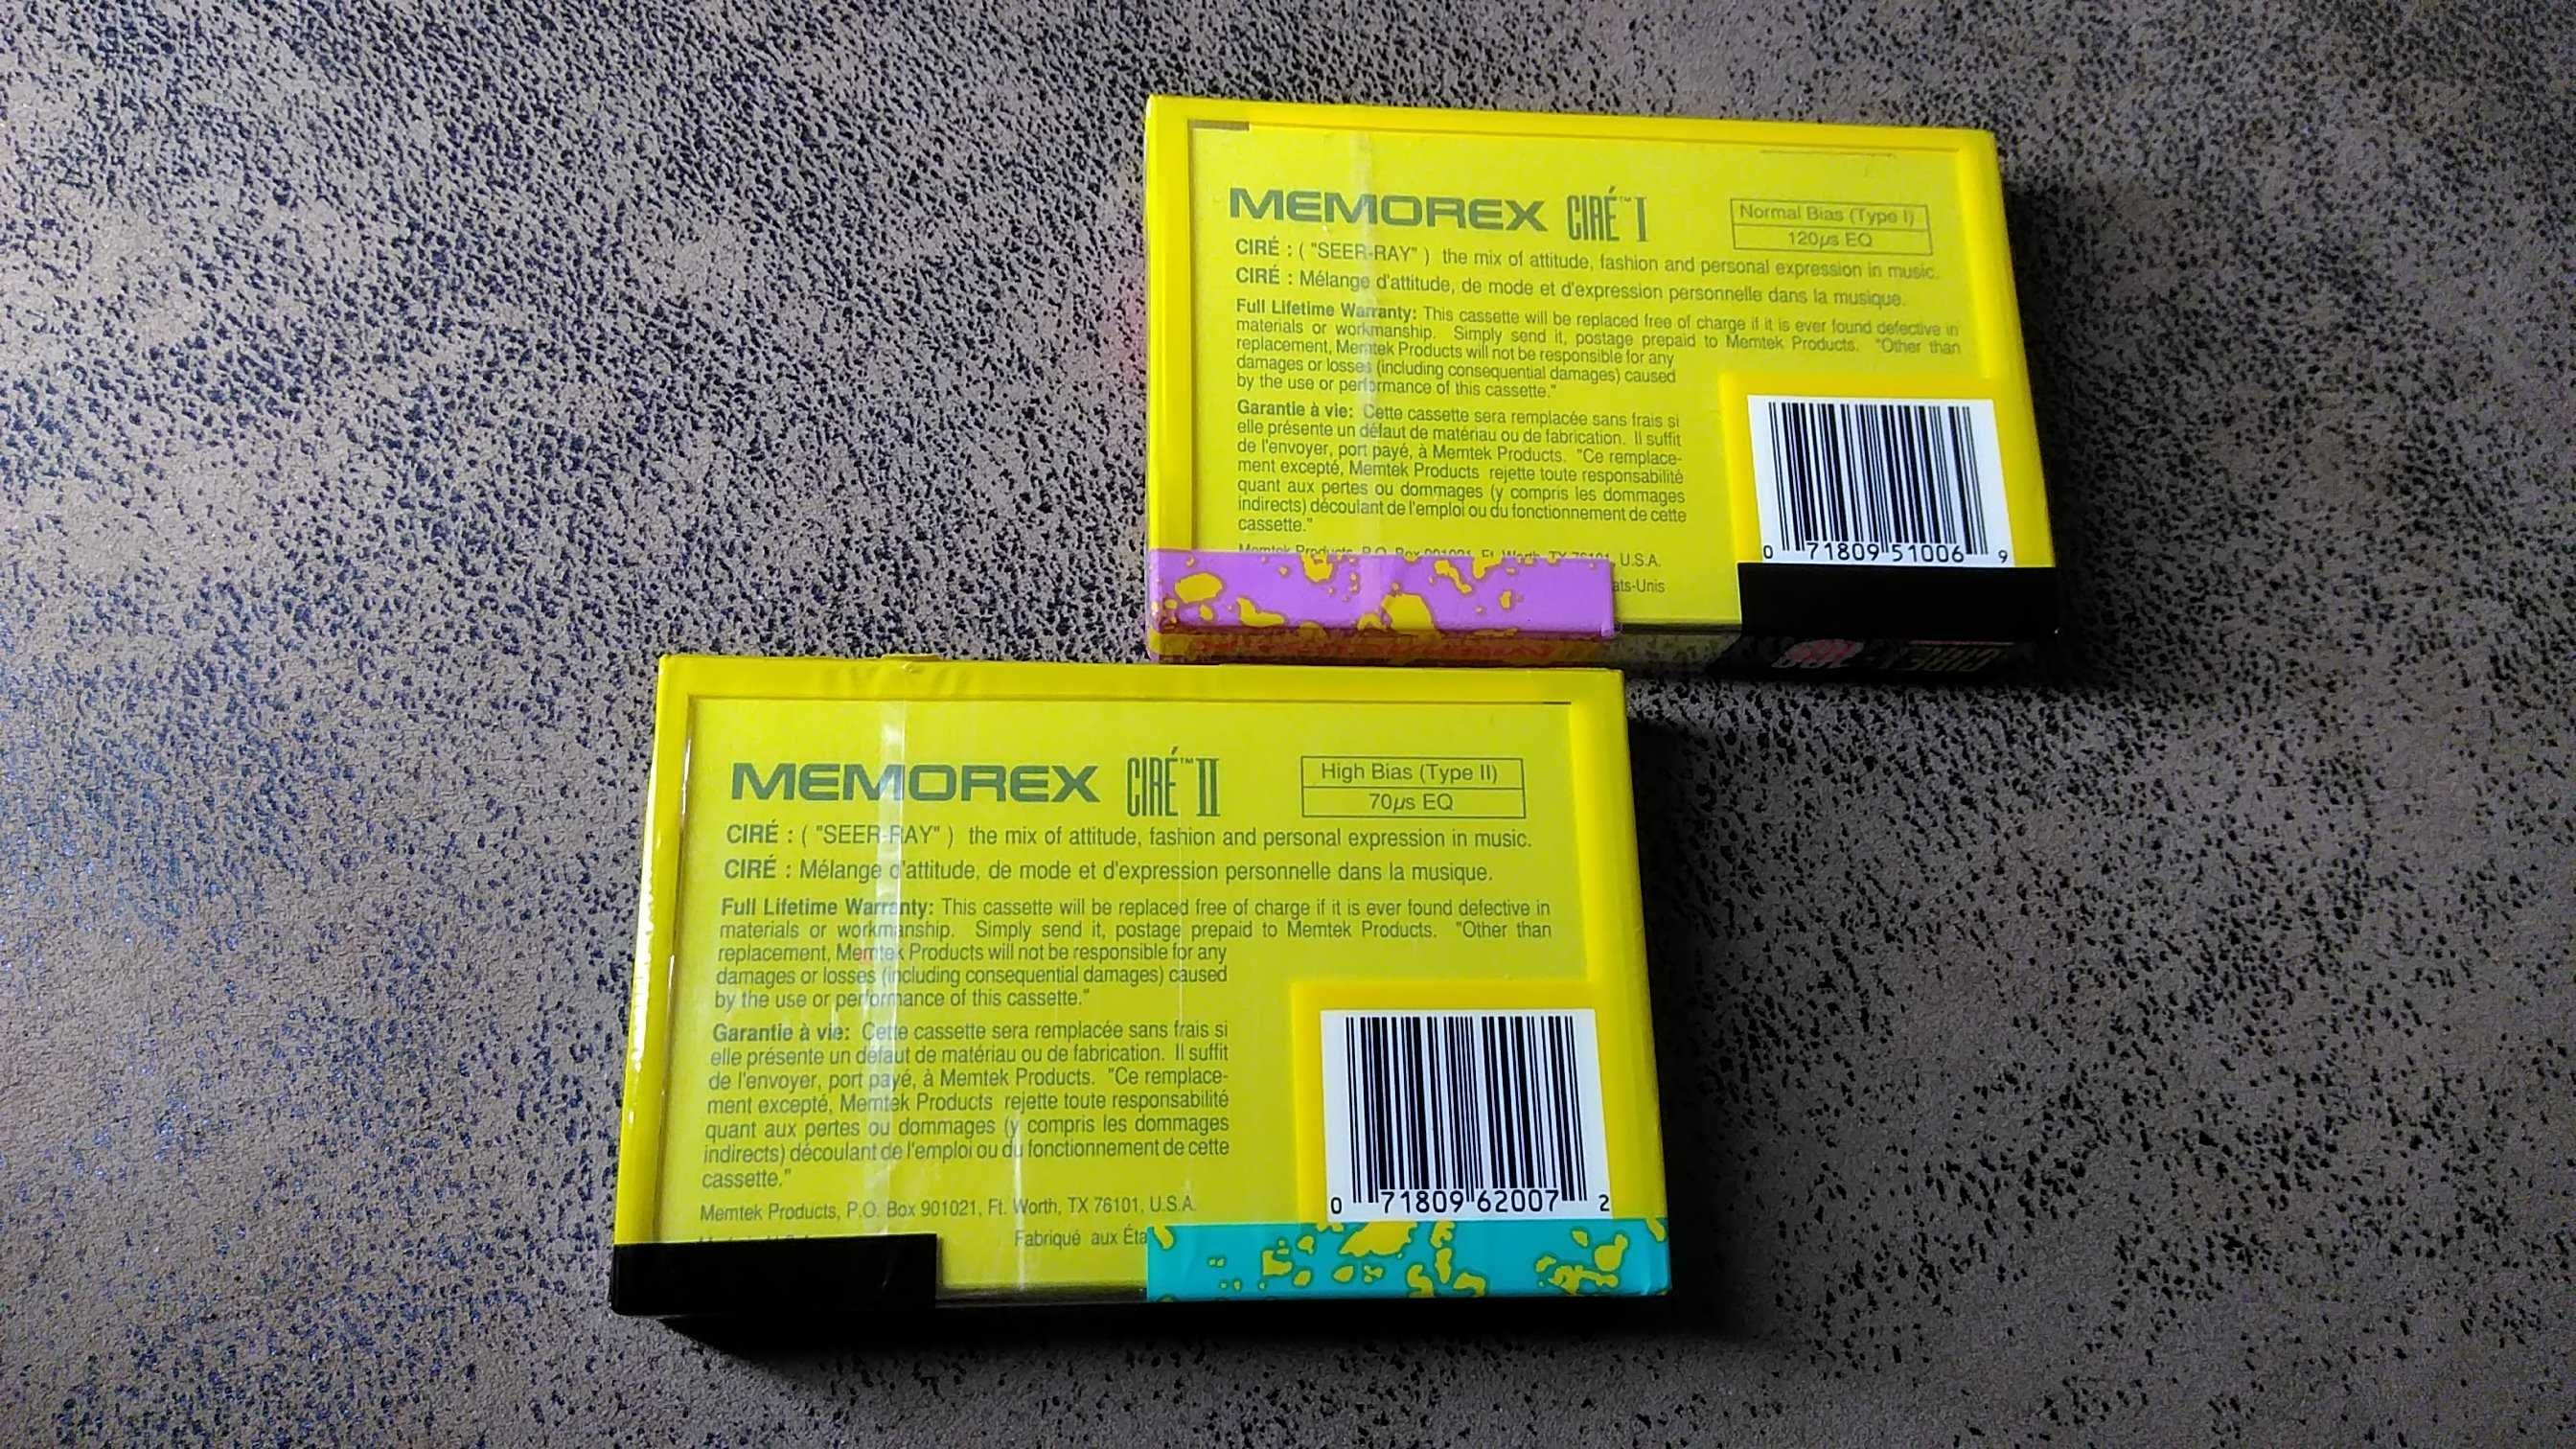 MEMOREX CIRÉ™ I
Normal Bias (Type I)
120µs EQ
CIRÉ : ( "SEER-RAY" ) the mix of attitude, fashion and personal expression in music.
CIRÉ : Mélange d'attitude, de mode et d'expression personnelle dans la musique.
Full Lifetime Warranty: This cassette will be replaced free of charge if it is ever found defective in
materials or workmanship. Simply send it, postage prepaid to Memtek Products. "Other than
replacement, Memtek Products will not be responsible for any
damages or losses (including consequential damages) caused
by the use or performance of this cassette."
Garantie à vie: Cette cassette sera remplacée sans frais si
elle présente un défaut de matériau ou de fabrication. Il suffit
de l'envoyer, port payé, à Memtek Products. "Ce remplace-
ment excepté, Memtek Products rejette toute responsabilité
quant aux pertes ou dommages (y compris les dommages
indirects) découlant de l'emploi ou du fonctionnement de cette
cassette."
Memtek Products, P.O. Box 901021, Ft. Worth, TX 76101, U.S.A.
ats-Unis
0 71809 51006 9
CIRÉ I
MEMOREX CIRÉ™ II
High Bias (Type II)
70µs EQ
CIRÉ : ( "SEER-RAY" ) the mix of attitude, fashion and personal expression in music.
CIRÉ : Mélange d'attitude, de mode et d'expression personnelle dans la musique.
Full Lifetime Warranty: This cassette will be replaced free of charge if it is ever found defective in
materials or workmanship. Simply send it, postage prepaid to Memtek Products. "Other than
replacement, Memtek Products will not be responsible for any
damages or losses (including consequential damages) caused
by the use or performance of this cassette."
Garantie à vie: Cette cassette sera remplacée sans frais si
elle présente un défaut de matériau ou de fabrication. Il suffit
de l'envoyer, port payé, à Memtek Products. "Ce remplace-
ment excepté, Memtek Products rejette toute responsabilité
quant aux pertes ou dommages (y compris les dommages
indirects) découlant de l'emploi ou du fonctionnement de cette
cassette."
Memtek Products, P.O. Box 901021, Ft. Worth, TX 76101, U.S.A.
Fabriqué aux Éta
0 71809 62007 2